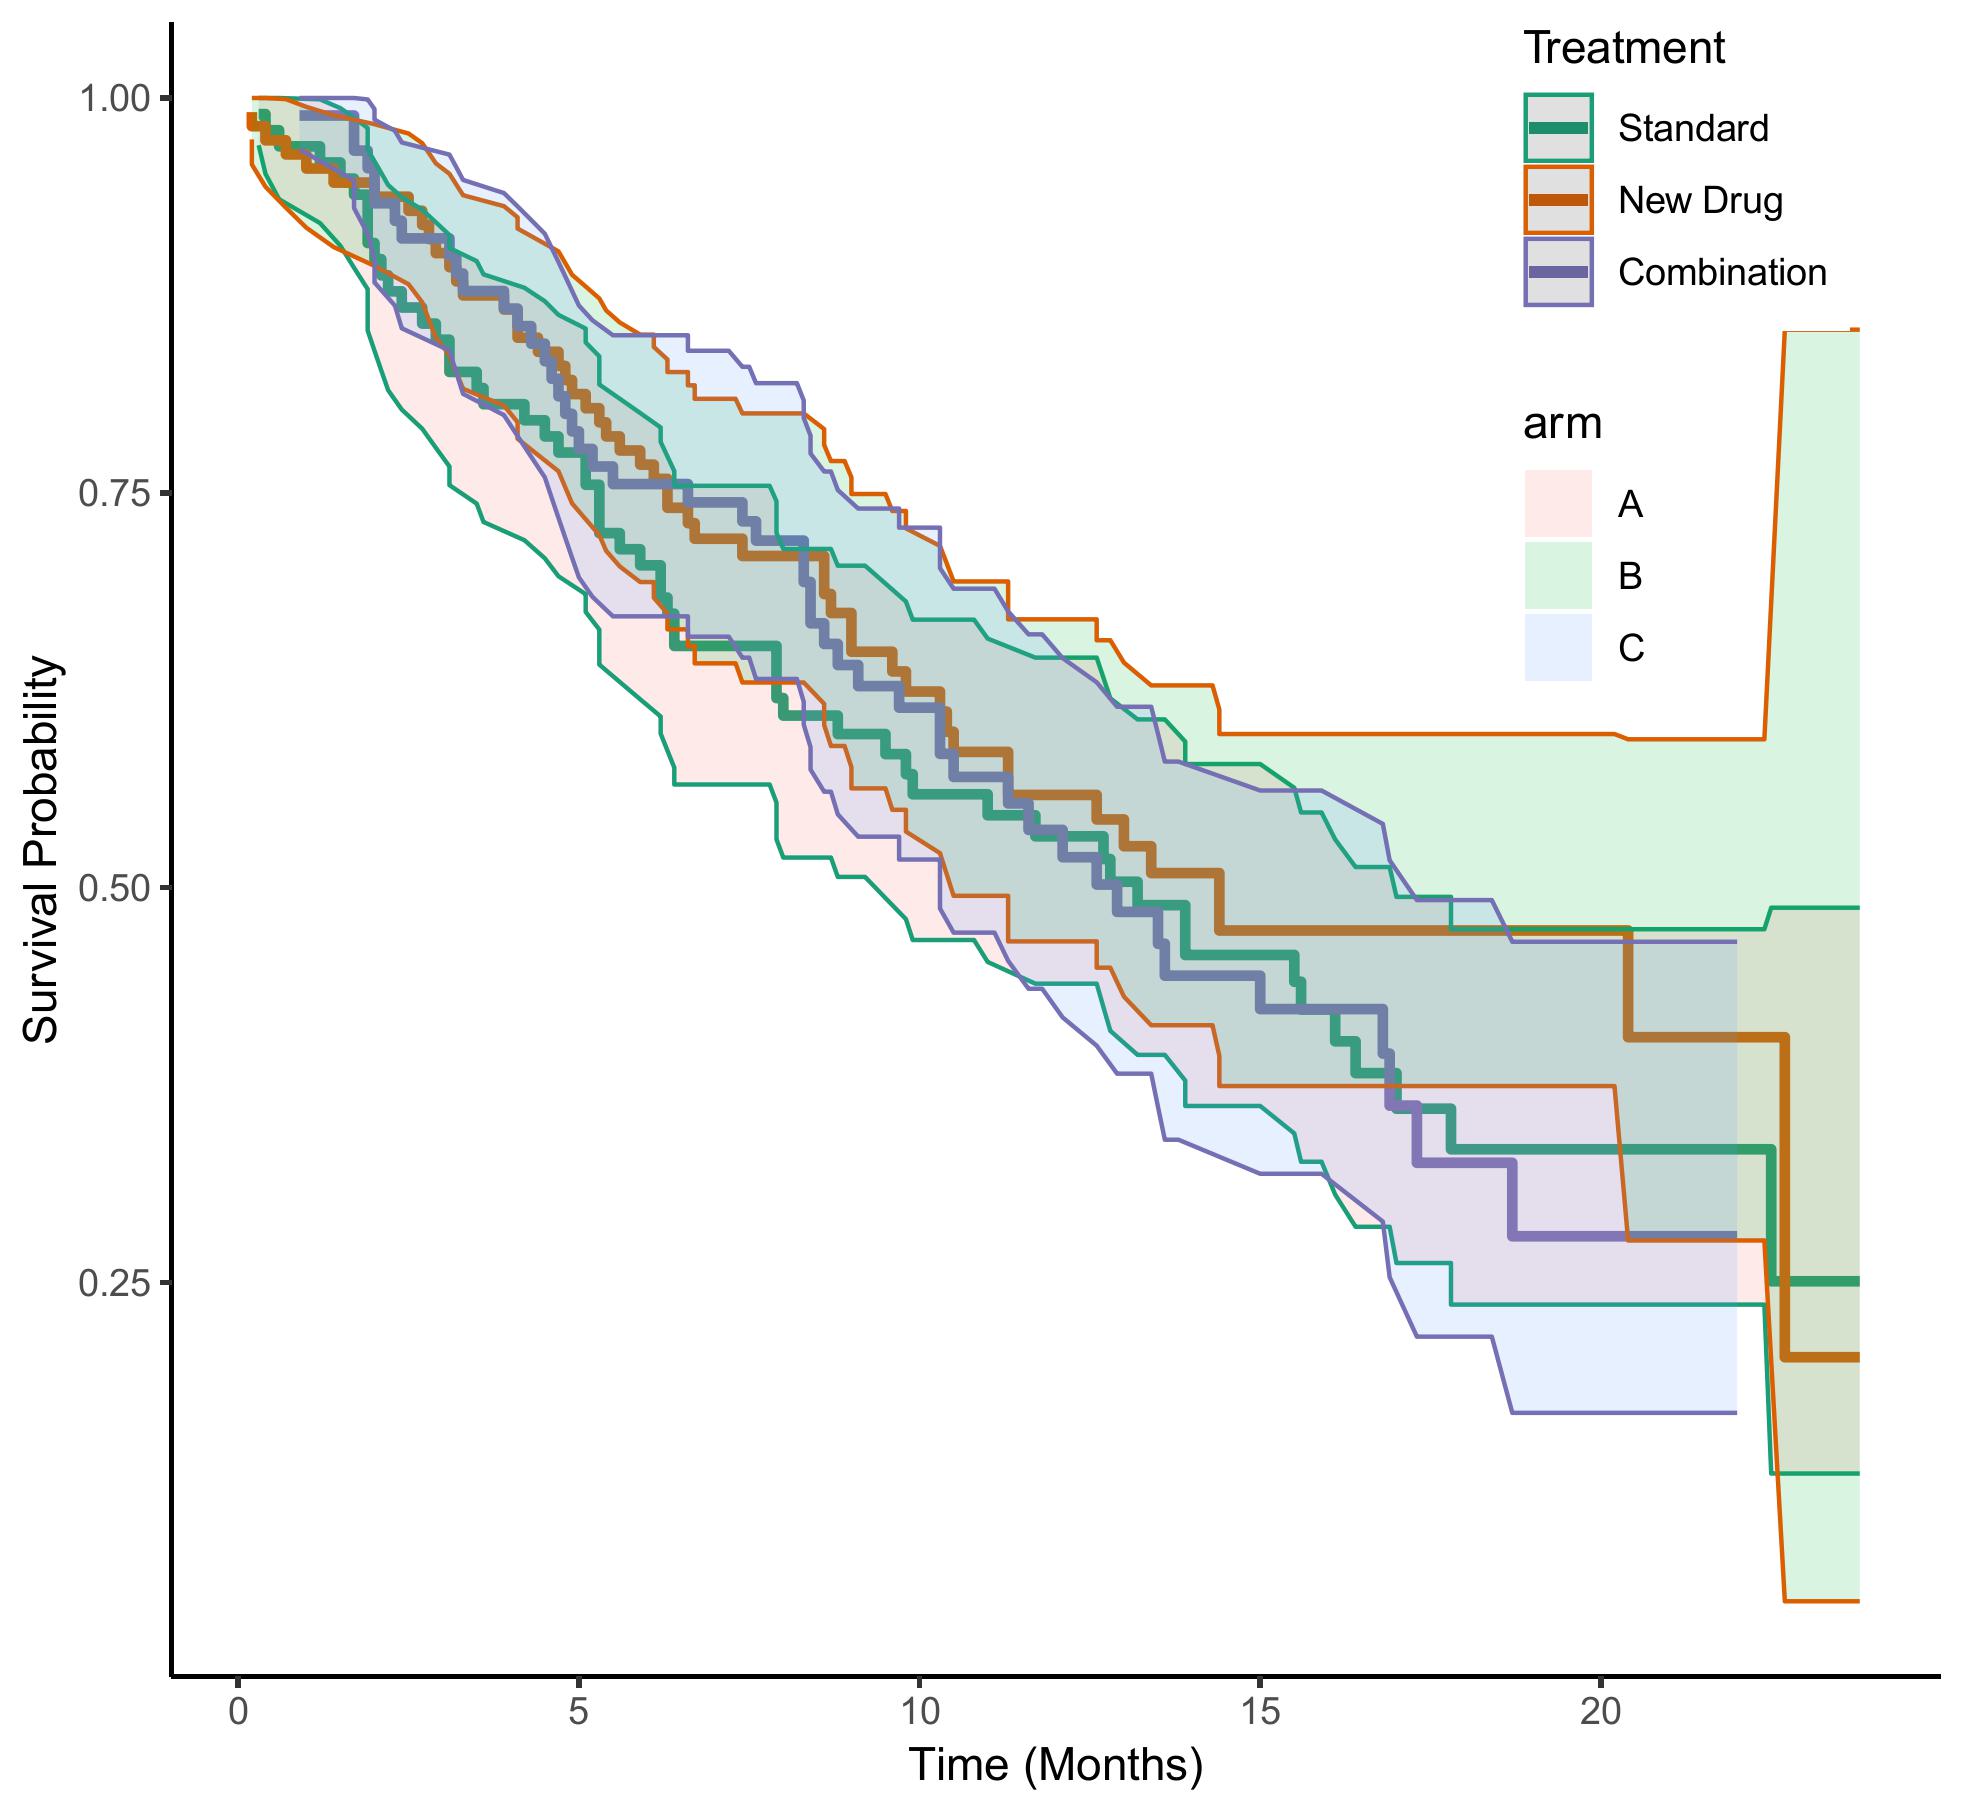 Treatment
Standard
New Drug
Combination
arm
A
B
C
Survival Probability
1.00
0.75
0.50
0.25
0
5
10
15
20
Time (Months)